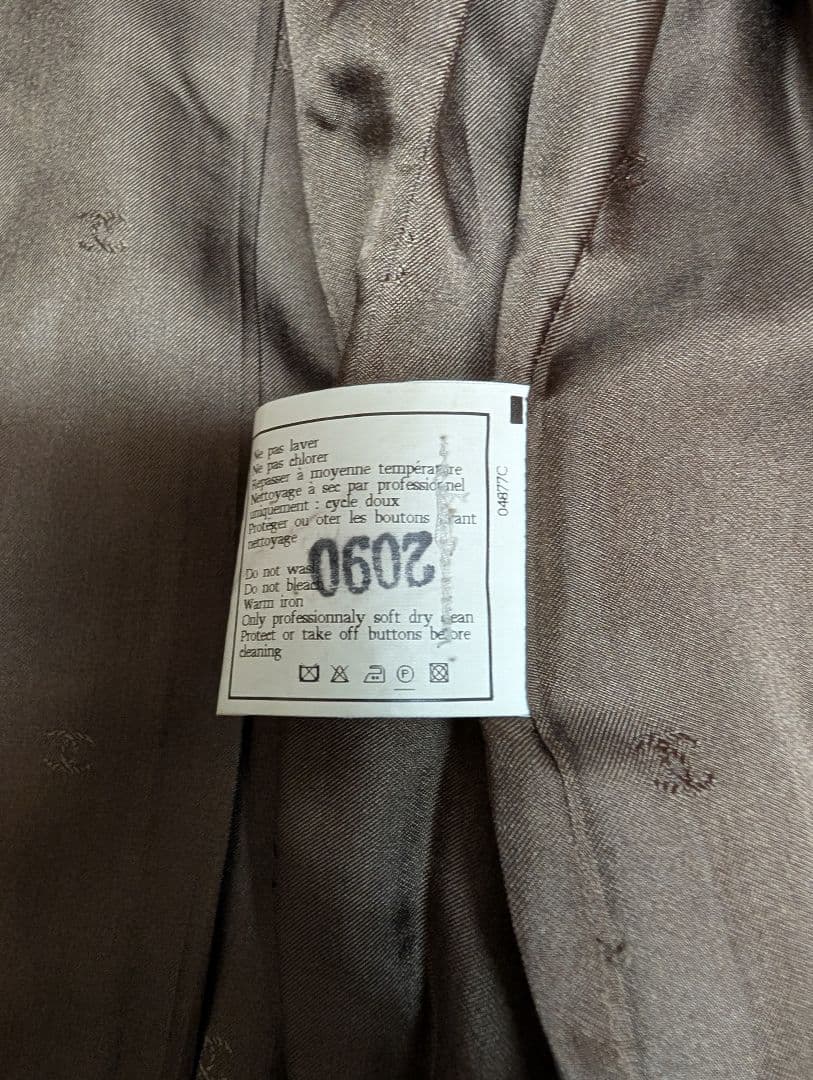 Ne pas laver
Ne pas chlorer
Repasser à moyenne température
Nettoyage à sec par professionnel
uniquement : cycle doux
Protéger ou oter les boutons avant
nettoyage
Do not wash
Do not bleach
Warm iron
Only professionnaly soft dry clean
Protect or take off buttons before
cleaning
P
04877C
2090